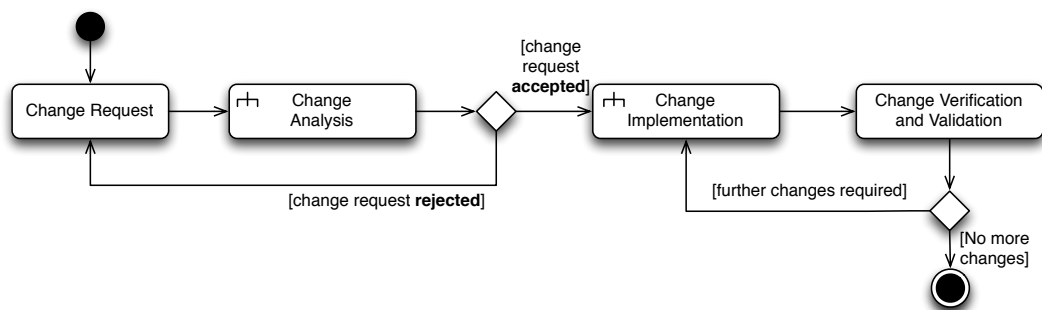 Change Request
Change
Analysis
[change
request
accepted]
Change
Implementation
Change Verification
and Validation
[change request rejected]
[further changes required]
[No more
changes]